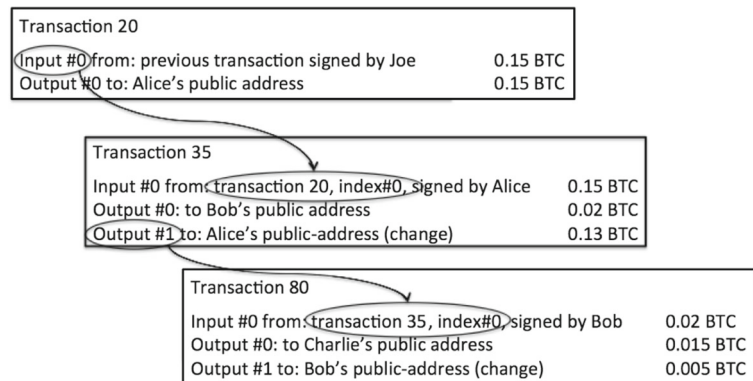 Transaction 20
Input #0 from: previous transaction signed by Joe 0.15 BTC
Output #0 to: Alice's public address 0.15 BTC
Transaction 35
Input #0 from: transaction 20, index#0, signed by Alice 0.15 BTC
Output #0: to Bob's public address 0.02 BTC
Output #1 to: Alice's public-address (change) 0.13 BTC
Transaction 80
Input #0 from: transaction 35, index#0, signed by Bob 0.02 BTC
Output #0: to Charlie's public address 0.015 BTC
Output #1 to: Bob's public-address (change) 0.005 BTC